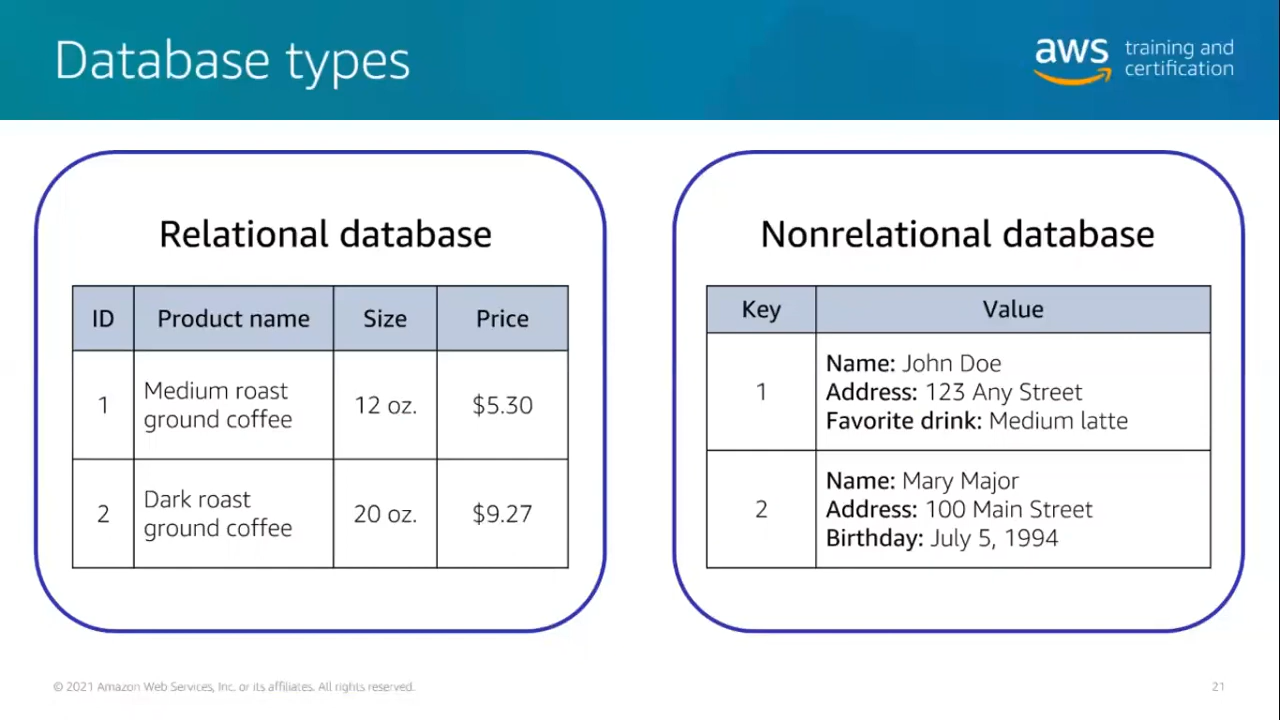 Database types
aws training and
certification
Relational database
ID Product name Size Price
1 Medium roast
ground coffee 12 oz. $5.30
2 Dark roast
ground coffee 20 oz. $9.27
Nonrelational database
Key Value
1 Name: John Doe
Address: 123 Any Street
Favorite drink: Medium latte
2 Name: Mary Major
Address: 100 Main Street
Birthday: July 5, 1994
© 2021 Amazon Web Services, Inc. or its affiliates. All rights reserved.
21